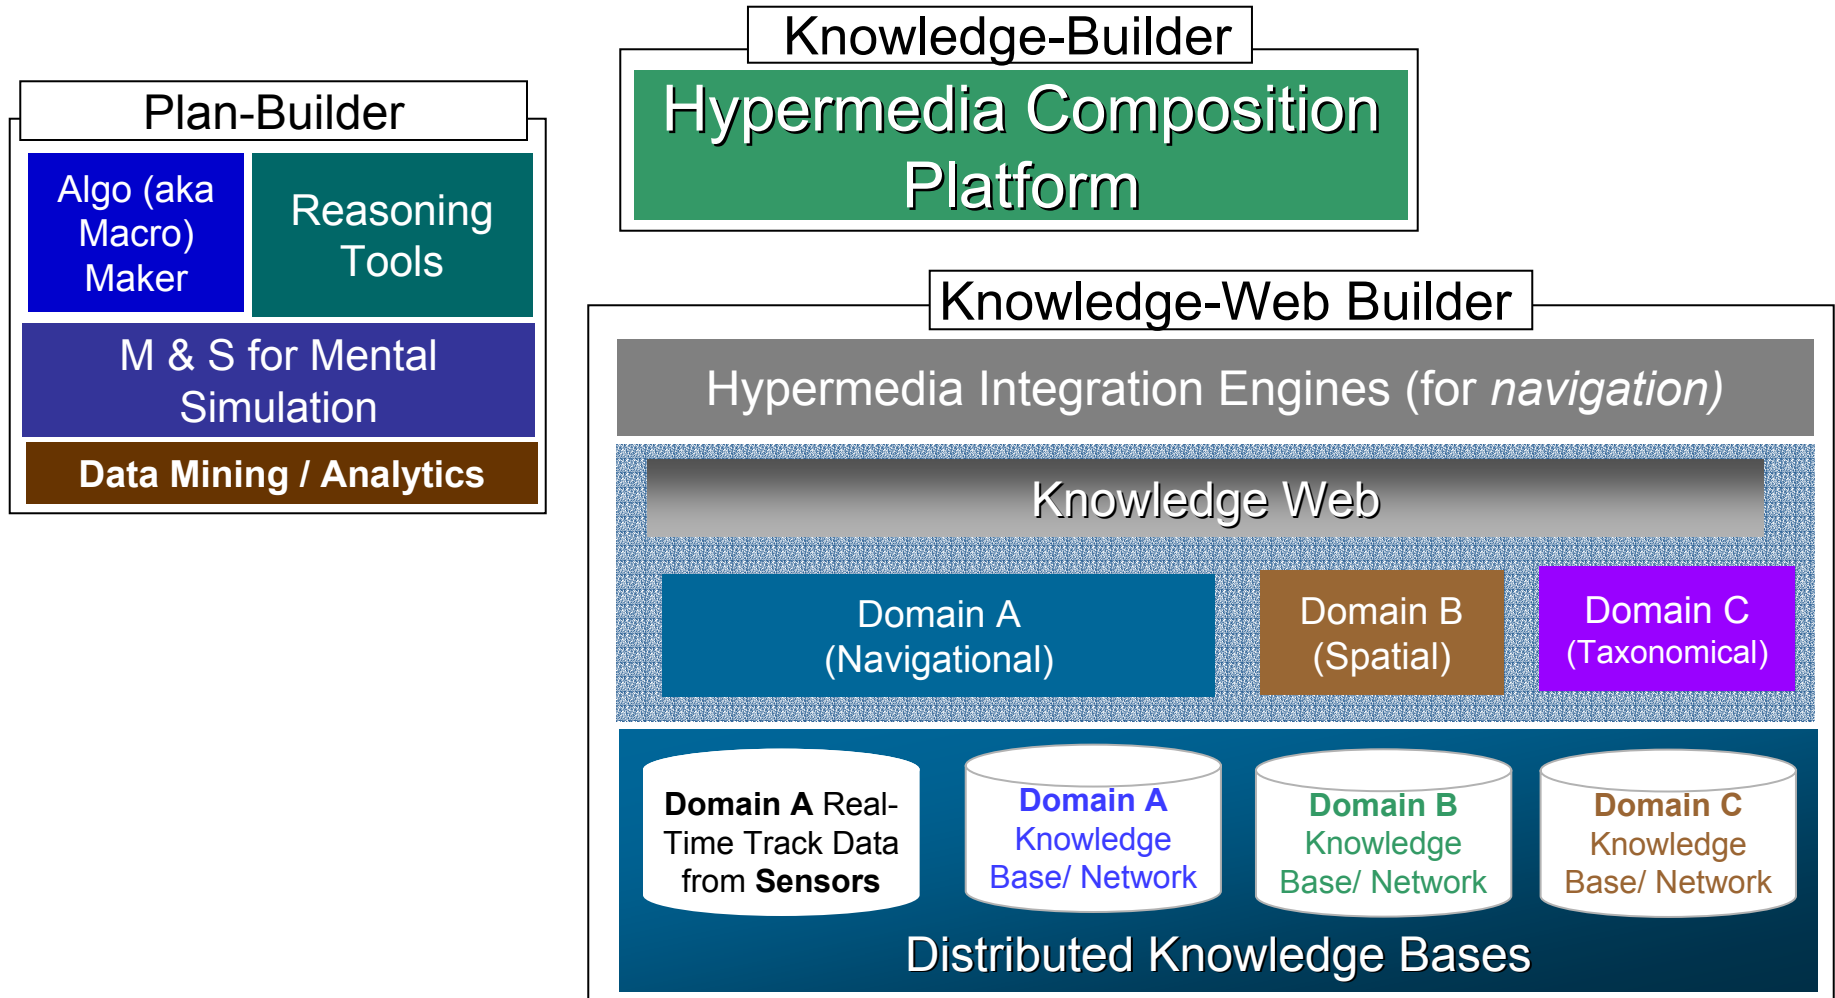 Knowledge-Builder
Hypermedia Composition
Platform
Plan-Builder
Algo (aka
Macro)
Maker
Reasoning
Tools
M & S for Mental
Simulation
Data Mining / Analytics
Knowledge-Web Builder
Hypermedia Integration Engines (for navigation)
Knowledge Web
Domain A
(Navigational)
Domain B
(Spatial)
Domain C
(Taxonomical)
Domain A Real-
Time Track Data
from Sensors
Domain A
Knowledge
Base/ Network
Domain B
Knowledge
Base/ Network
Domain C
Knowledge
Base/ Network
Distributed Knowledge Bases